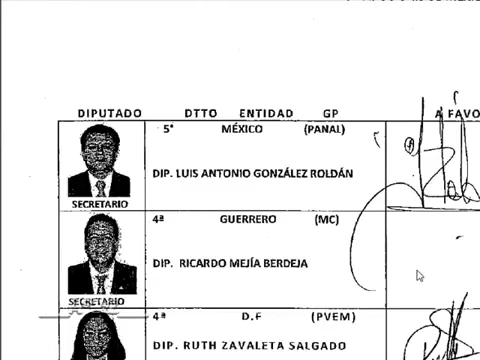 DIPUTADO DTTO ENTIDAD GP A FAVO
5° MÉXICO (PANAL)
DIP. LUIS ANTONIO GONZÁLEZ ROLDÁN
SECRETARIO
4ª GUERRERO (MC)
DIP. RICARDO MEJÍA BERDEJA
SECRETARIO
4ª D.F (PVEM)
DIP. RUTH ZAVALETA SALGADO